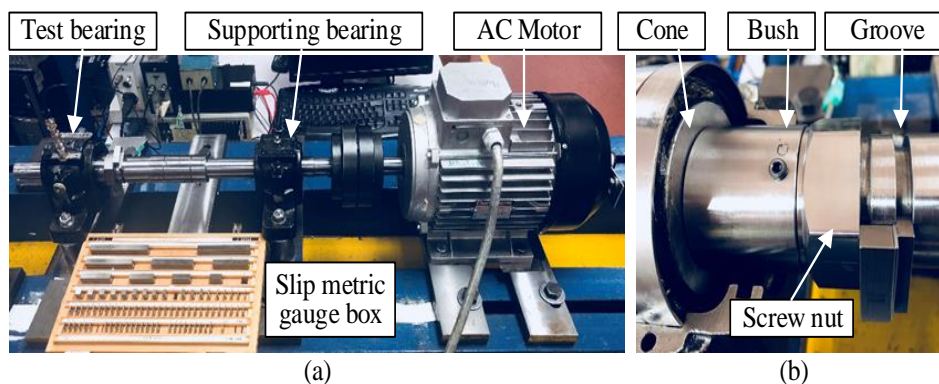 Test bearing
Supporting bearing
AC Motor
Cone
Bush
Groove
Slip metric
gauge box
Screw nut
(a)
(b)